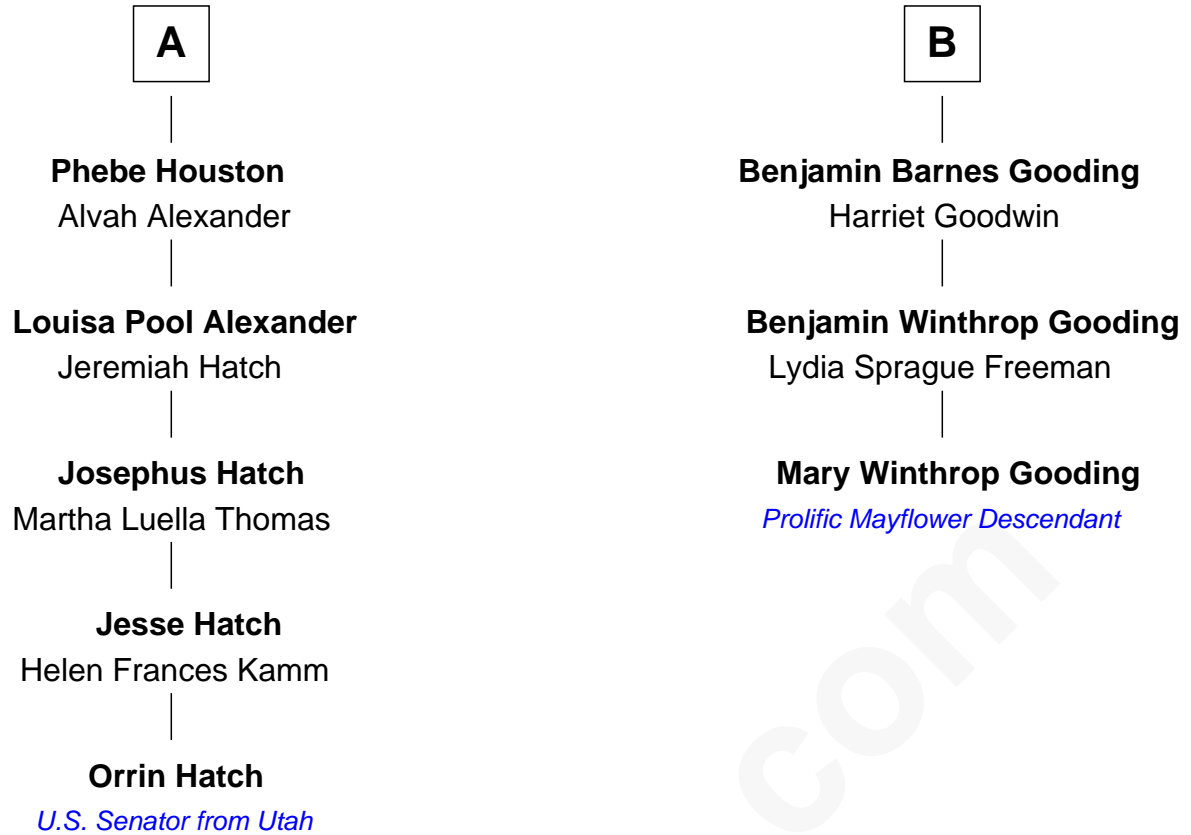 A
Phebe Houston
Alvah Alexander
Louisa Pool Alexander
Jeremiah Hatch
Josephus Hatch
Martha Luella Thomas
Jesse Hatch
Helen Frances Kamm
Orrin Hatch
U.S. Senator from Utah
B
Benjamin Barnes Gooding
Harriet Goodwin
Benjamin Winthrop Gooding
Lydia Sprague Freeman
Mary Winthrop Gooding
Prolific Mayflower Descendant
com